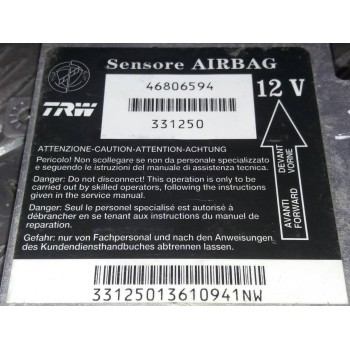 Sensore AIRBAG
46806594
12 V
TRW
331250
ATTENZIONE-CAUTION-ATTENTION-ACHTUNG
Pericolo! Non scollegare se non da personale specializzato
e seguendo le istruzioni del manuale di assistenza tecnica.
Danger: Do not disconnect! This operation is only to be
carried out by skilled operators, following the instructions
given in the service manual.
Danger: Seul le personel spécialisé est autorisé à
débrancher en se tenant aux instructions du manuel de
reparation.
Gefahr: nur von Fachpersonal und nach den Anweisungen
des Kundendiensthandbuches abtrennen lassen.
AVANTI DEVANT
FORWARD VORNE
33125013610941NW